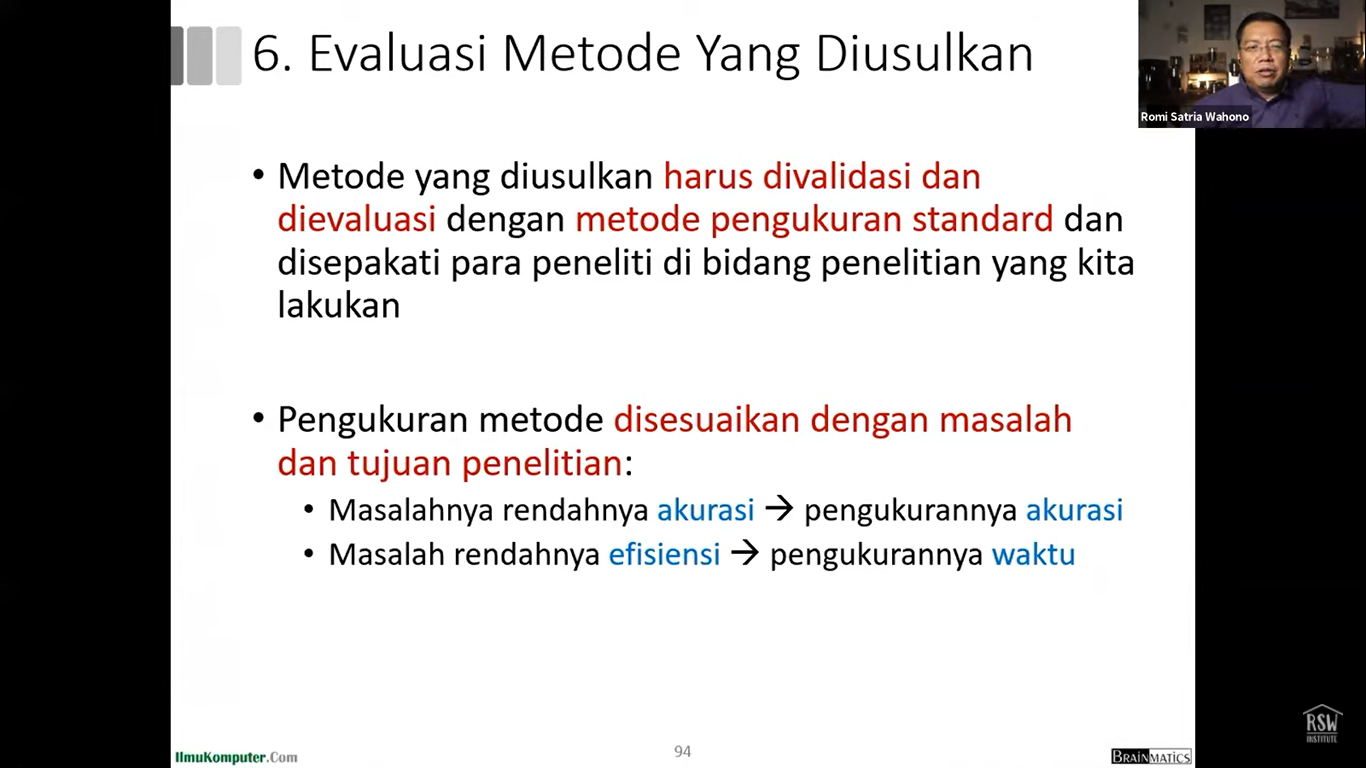 6. Evaluasi Metode Yang Diusulkan
Romi Satria Wahono
• Metode yang diusulkan harus divalidasi dan
dievaluasi dengan metode pengukuran standard dan
disepakati para peneliti di bidang penelitian yang kita
lakukan
• Pengukuran metode disesuaikan dengan masalah
dan tujuan penelitian:
• Masalahnya rendahnya akurasi → pengukurannya akurasi
• Masalah rendahnya efisiensi → pengukurannya waktu
RSW
INSTITUTE
IlmuKomputer.Com
94
BRAINMATICS